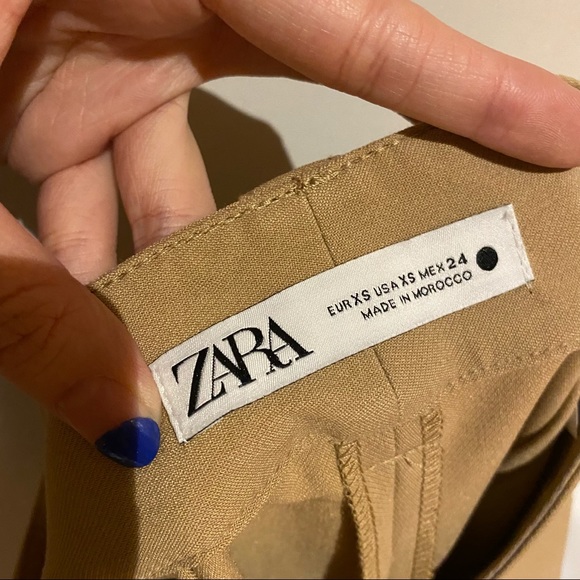 ZARA
EUR XS USA XS MEX 24
MADE IN MOROCCO